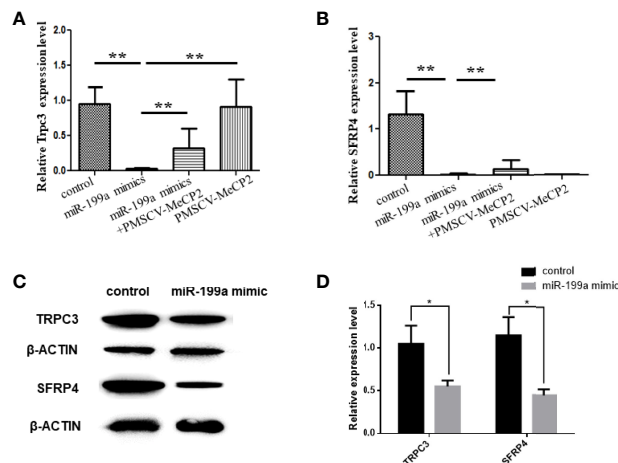 A
Relative Trpc3 expression level
2.0
1.5
1.0
0.5
0.0
**
**
**
control
miR-199a mimics
miR-199a mimics
+PMSCV-MeCP2
PMSCV-MeCP2
B
Relative SFRP4 expression level
3
2
1
0
**
**
control
miR-199a mimics
miR-199a mimics
+PMSCV-MeCP2
PMSCV-MeCP2
C
control miR-199a mimic
TRPC3
β-ACTIN
SFRP4
β-ACTIN
D
control
miR-199a mimic
Relative expression level
1.5
1.0
0.5
0.0
*
*
TRPC3
SFRP4